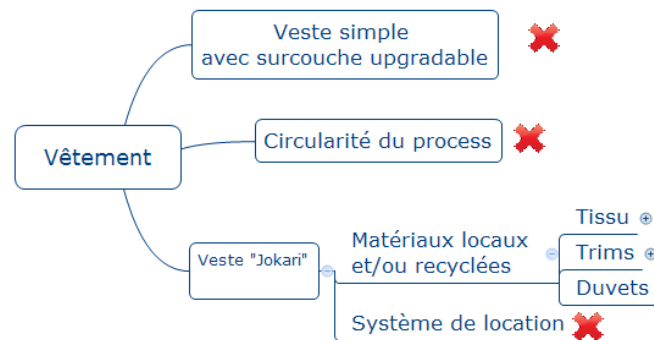 Veste simple
avec surcouche upgradable
Circularité du process
Vêtement
Veste "Jokari"
Matériaux locaux
et/ou recyclées
Tissu
Trims
Duvets
Système de location